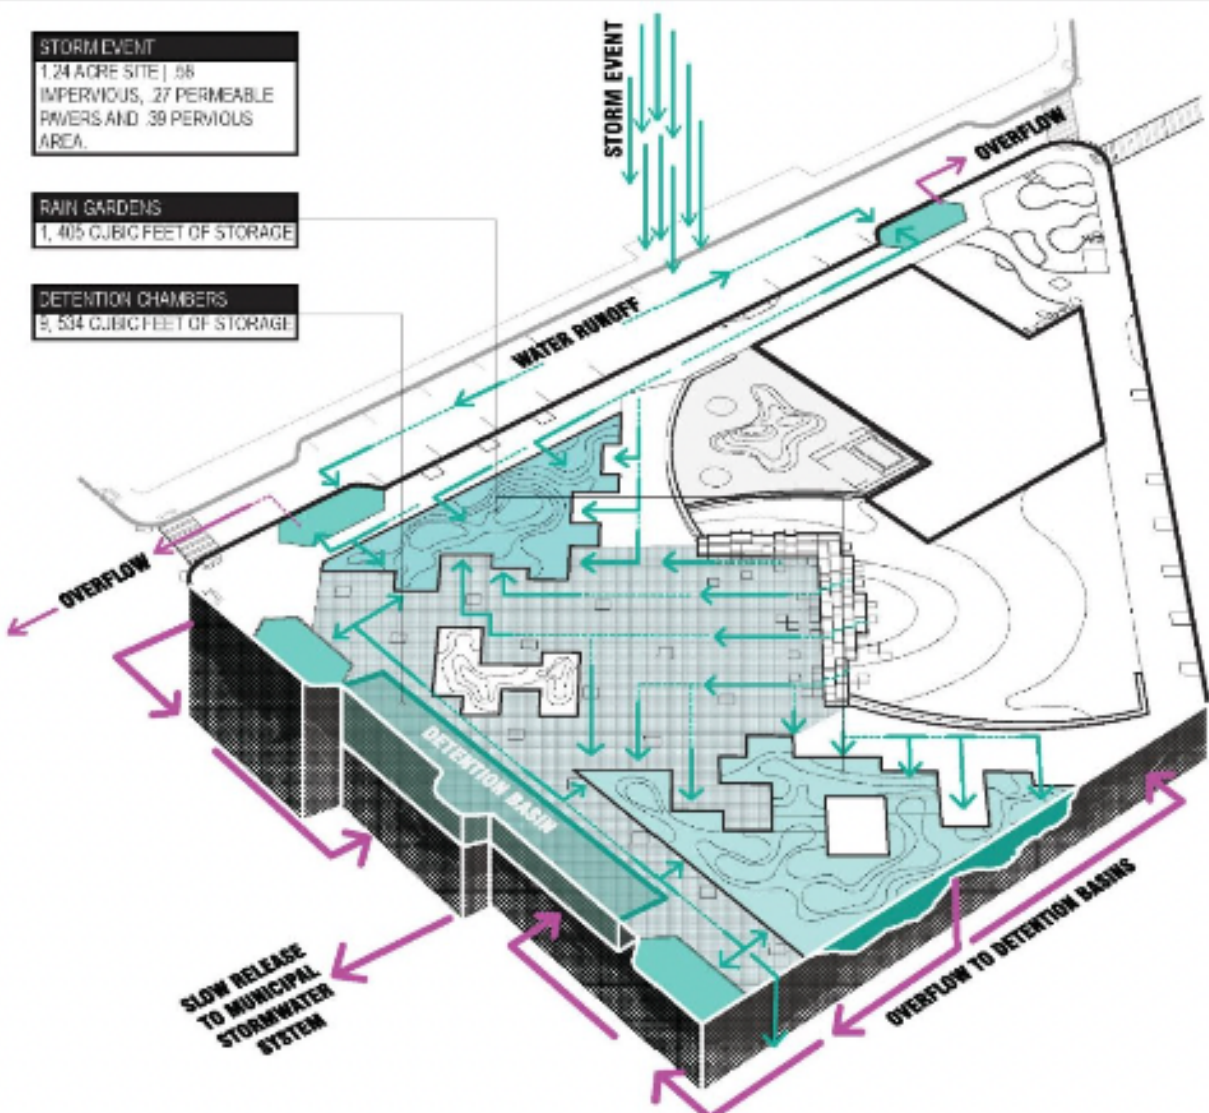 STORM EVENT
1.24 ACRE SITE | .58
IMPERVIOUS, .27 PERMEABLE
PAVERS AND .39 PERVIOUS
AREA.
RAIN GARDENS
1, 405 CUBIC FEET OF STORAGE
DETENTION CHAMBERS
9, 534 CUBIC FEET OF STORAGE
STORM EVENT
OVERFLOW
WATER RUNOFF
OVERFLOW
DETENTION BASIN
SLOW RELEASE
TO MUNICIPAL
STORMWATER
SYSTEM
OVERFLOW TO DETENTION BASINS